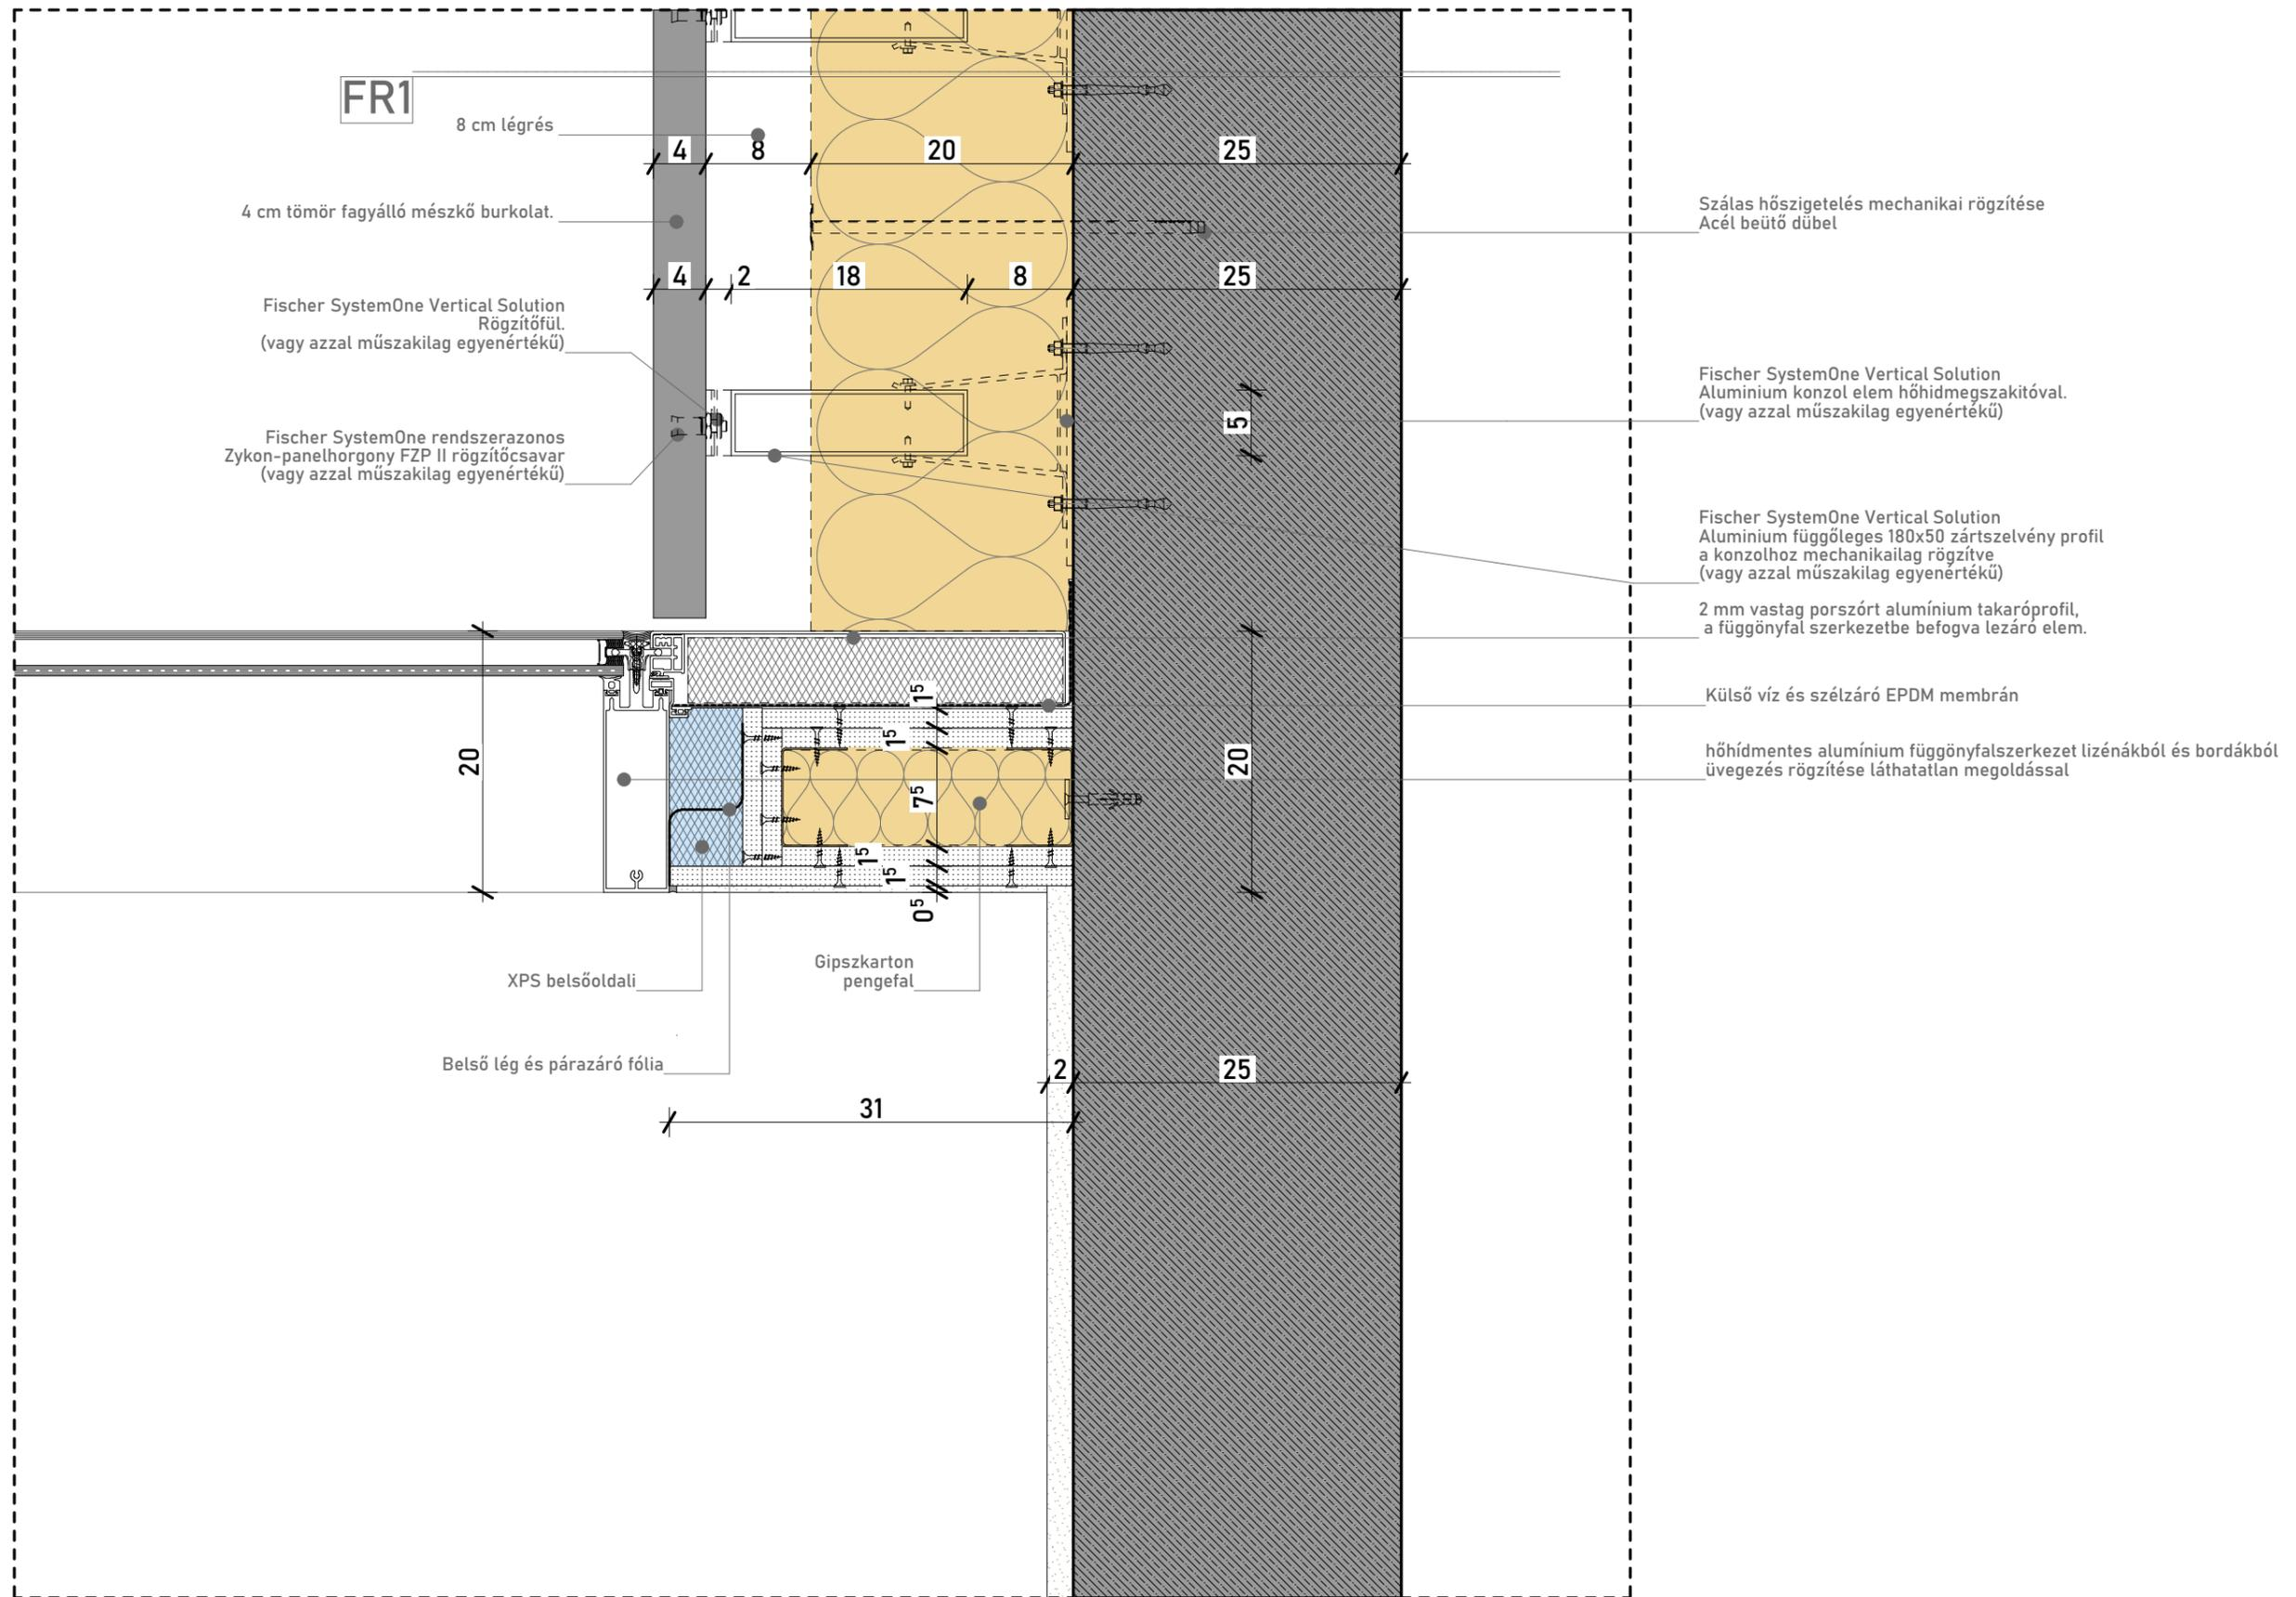 FR1
8 cm légrés
4
8
20
25
4 cm tömör fagyálló mészkő burkolat.
Szálas hőszigetelés mechanikai rögzítése
Acél beütő dübel
4
2
18
8
25
Fischer SystemOne Vertical Solution
Rögzítőfül.
(vagy azzal műszakilag egyenértékű)
Fischer SystemOne Vertical Solution
Aluminium konzol elem hőhidmegszakitóval.
(vagy azzal műszakilag egyenértékű)
5
Fischer SystemOne rendszerazonos
Zykon-panelhorgony FZP II rögzítőcsavar
(vagy azzal műszakilag egyenértékű)
Fischer SystemOne Vertical Solution
Aluminium függőleges 180x50 zártszelvény profil
a konzolhoz mechanikailag rögzítve
(vagy azzal műszakilag egyenértékű)
2 mm vastag porszórt alumínium takaróprofil,
a függönyfal szerkezetbe befogva lezáró elem.
Külső víz és szélzáró EPDM membrán
hőhídmentes alumínium függönyfalszerkezet lizénákból és bordákból
üvegezés rögzítése láthatatlan megoldással
20
1⁵
1⁵
7⁵
1⁵
1⁵
0⁵
20
XPS belsőoldali
Gipszkarton
pengefal
Belső lég és párazáró fólia
2
25
31